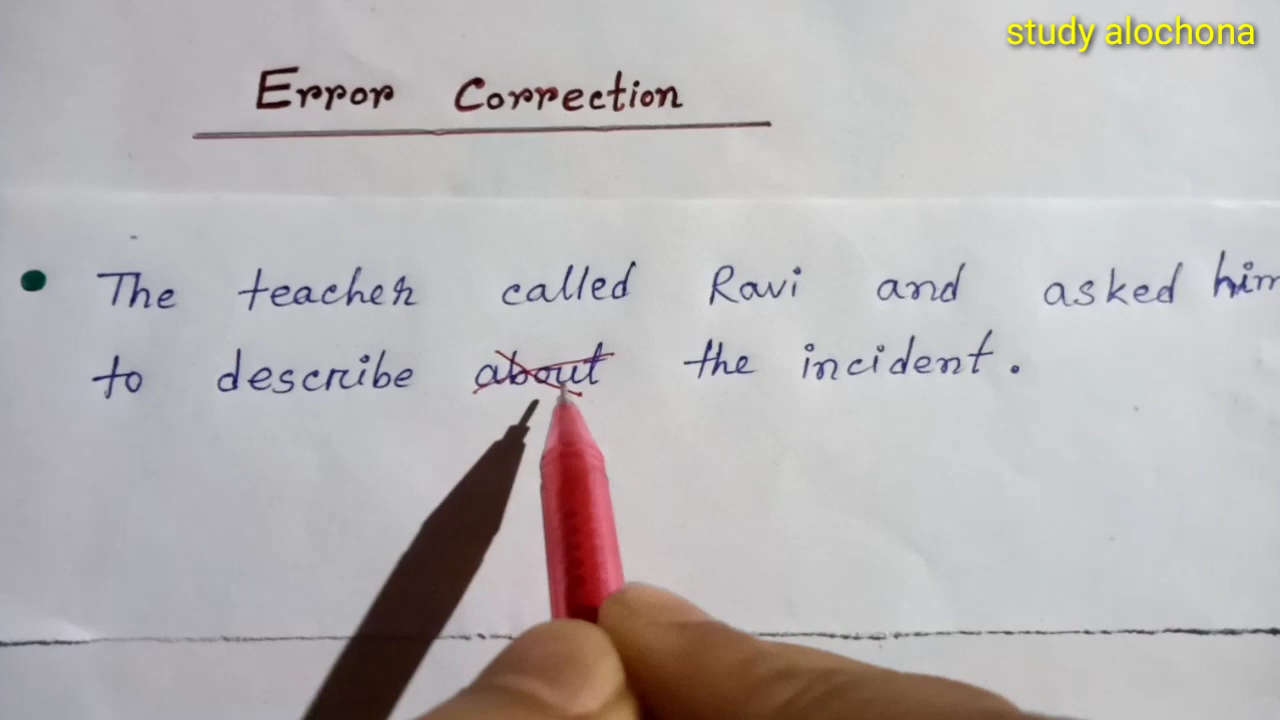 study alochona
Error Correction
The teacher called Ravi and asked him
to describe about the incident.